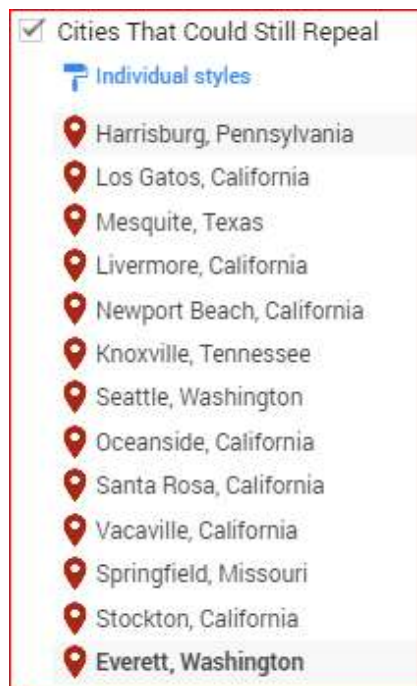 Cities That Could Still Repeal
Individual styles
Harrisburg, Pennsylvania
Los Gatos, California
Mesquite, Texas
Livermore, California
Newport Beach, California
Knoxville, Tennessee
Seattle, Washington
Oceanside, California
Santa Rosa, California
Vacaville, California
Springfield, Missouri
Stockton, California
Everett, Washington